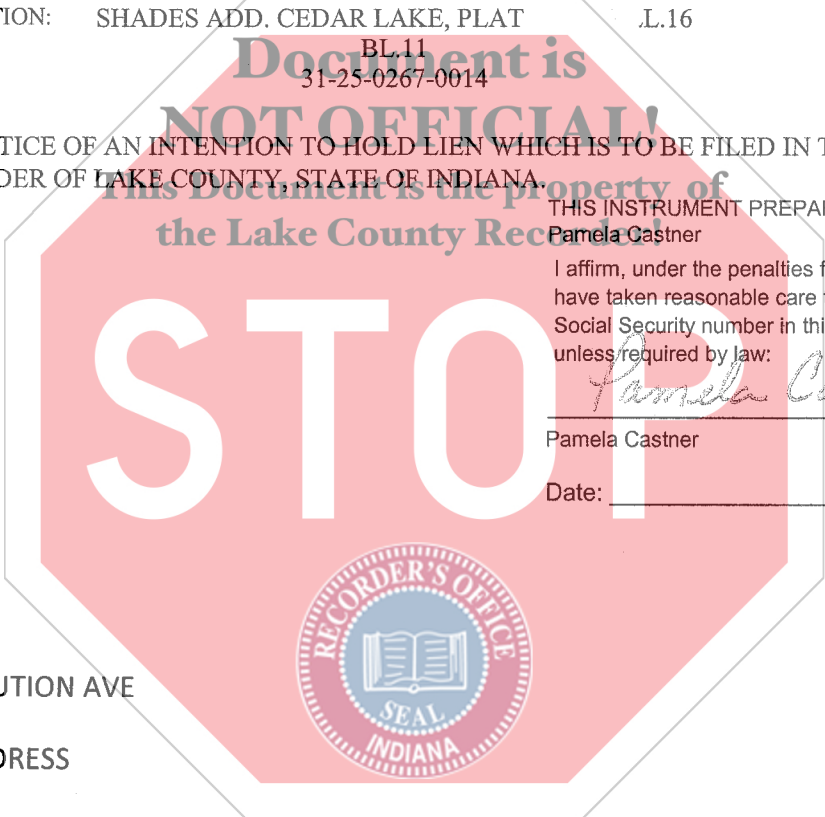 TION: SHADES ADD. CEDAR LAKE, PLAT .L.16
BL.11
31-25-0267-0014
Document is
NOT OFFICIAL!
TICE OF AN INTENTION TO HOLD LIEN WHICH IS TO BE FILED IN T
DER OF LAKE COUNTY, STATE OF INDIANA.
This Document is the property of
the Lake County Recorder!
THIS INSTRUMENT PREPA
Pamela Castner
I affirm, under the penalties f
have taken reasonable care
Social Security number in thi
unless required by law:
Pamela Ca
Pamela Castner
Date:
STOP
RECORDER'S OFFICE
SEAL
INDIANA
UTION AVE
DRESS